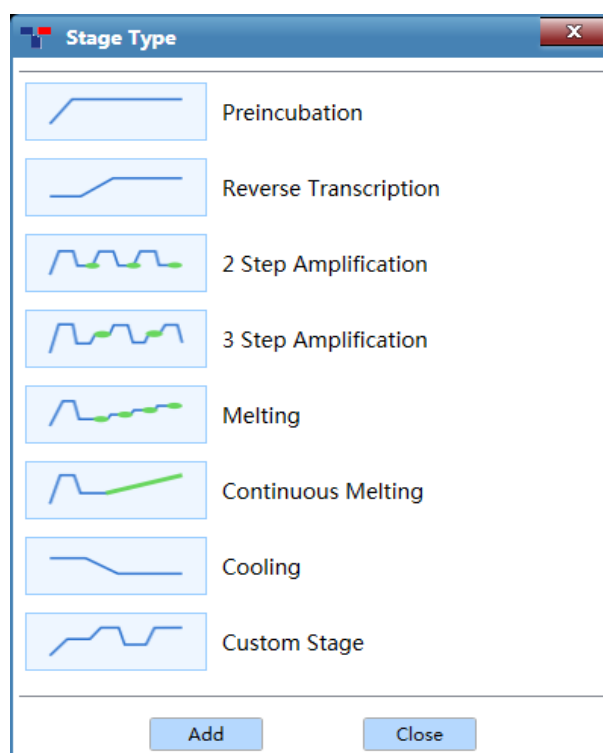 Stage Type
Preincubation
Reverse Transcription
2 Step Amplification
3 Step Amplification
Melting
Continuous Melting
Cooling
Custom Stage
Add Close